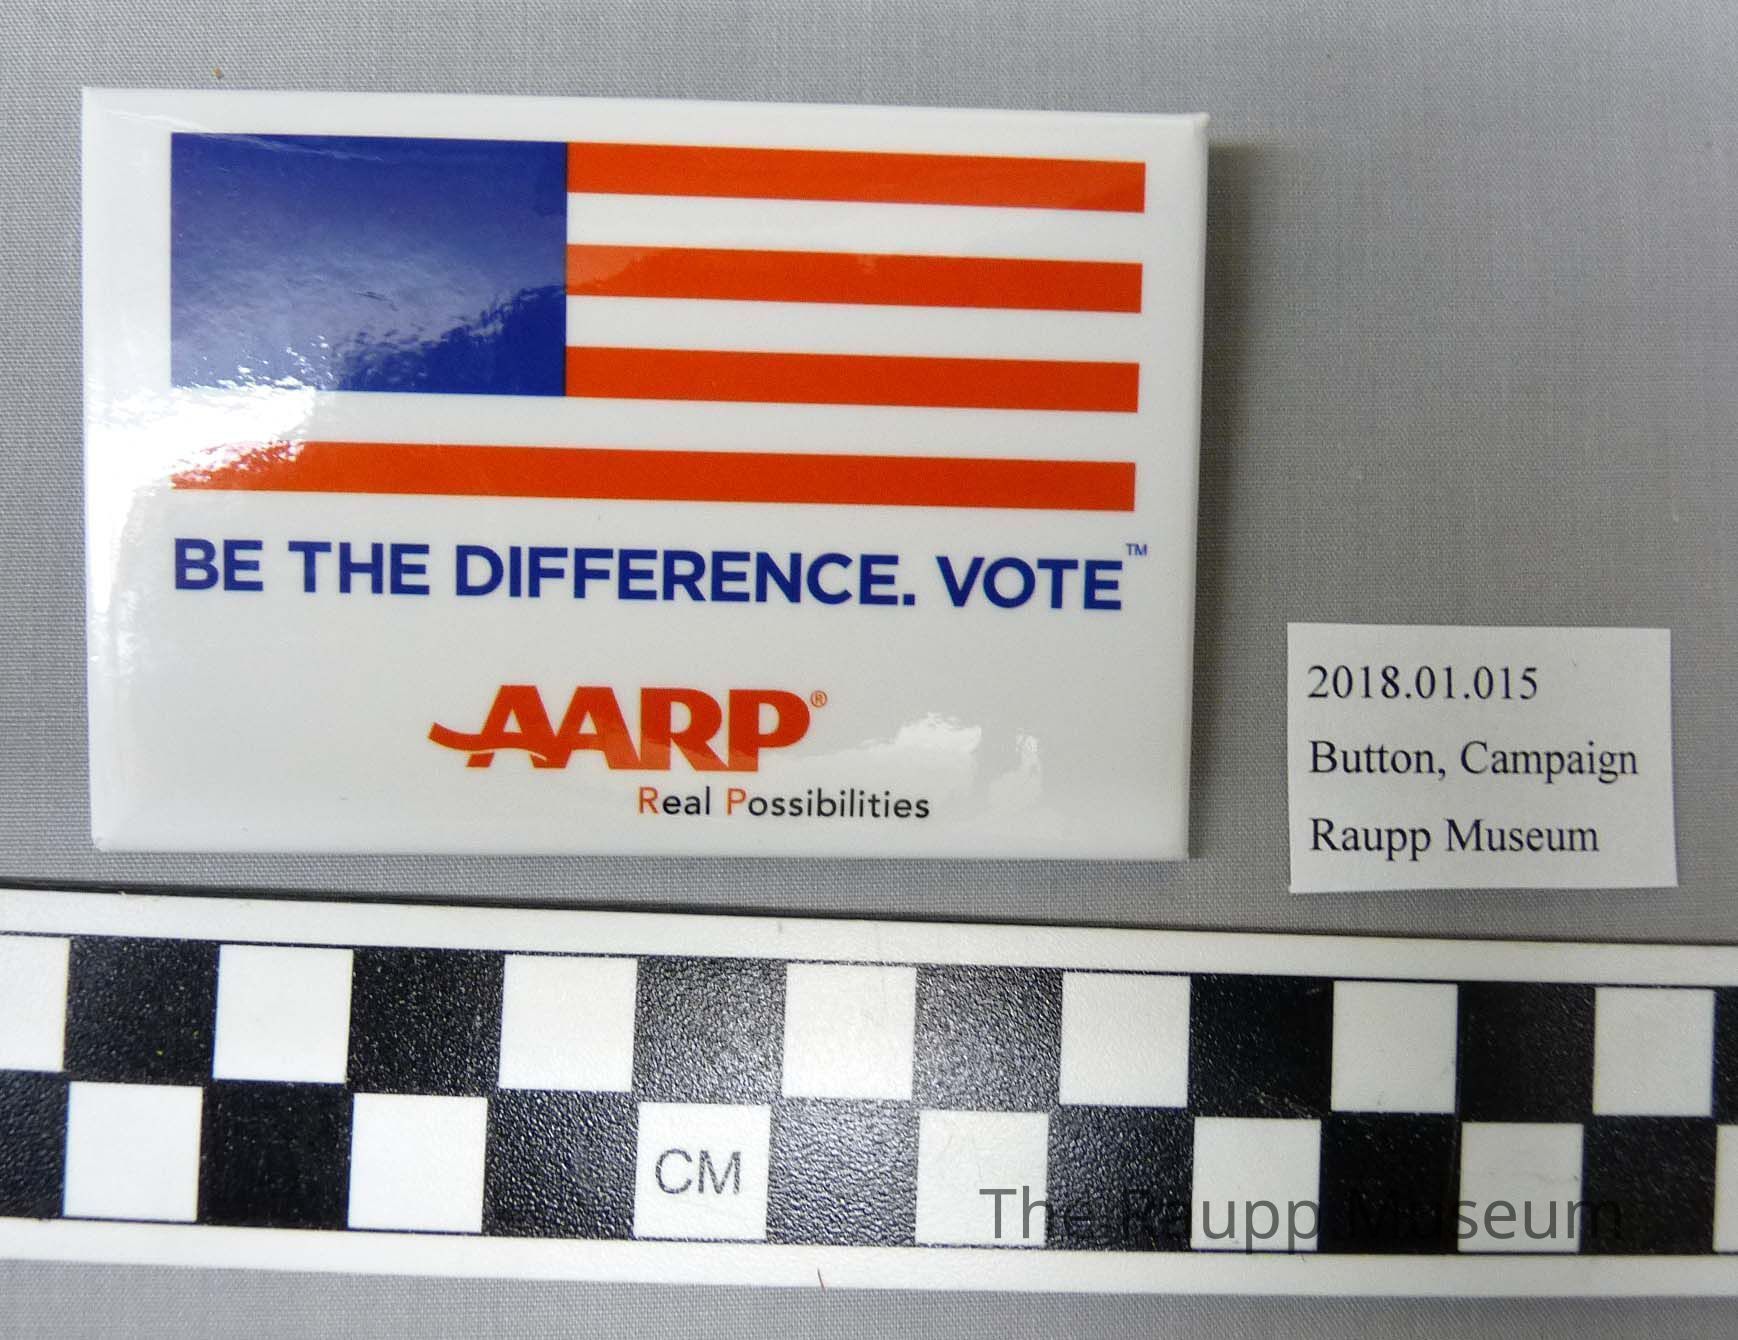 BE THE DIFFERENCE. VOTE™
AARP®
Real Possibilities
2018.01.015
Button, Campaign
Raupp Museum
CM
The Raupp Museum